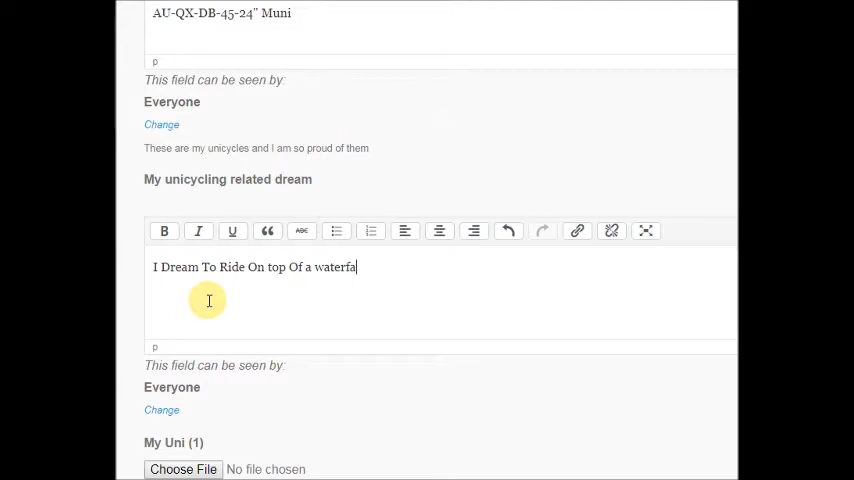 AU-QX-DB-45-24" Muni
p
This field can be seen by:
Everyone
Change
These are my unicycles and I am so proud of them
My unicycling related dream
B I U “ ABC
I Dream To Ride On top Of a waterfa
p
This field can be seen by:
Everyone
Change
My Uni (1)
Choose File No file chosen